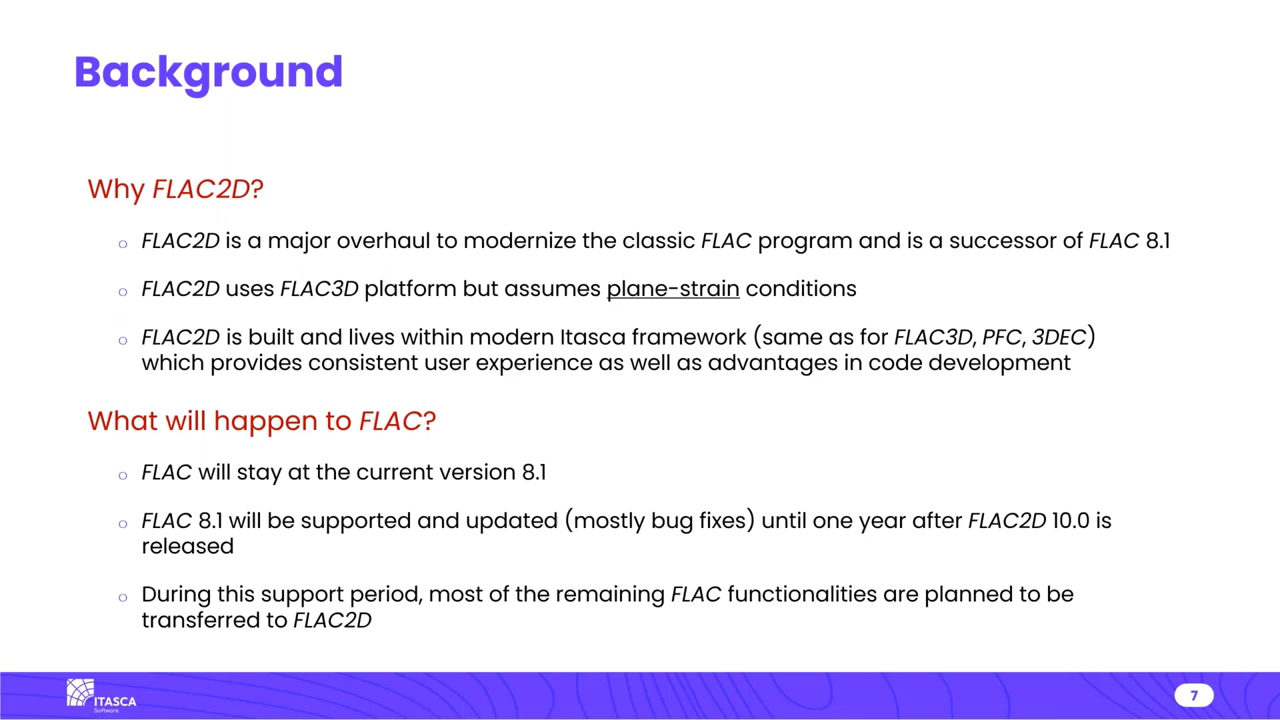 Background
Why FLAC2D?
FLAC2D is a major overhaul to modernize the classic FLAC program and is a successor of FLAC 8.1
FLAC2D uses FLAC3D platform but assumes plane-strain conditions
FLAC2D is built and lives within modern Itasca framework (same as for FLAC3D, PFC, 3DEC)
which provides consistent user experience as well as advantages in code development
What will happen to FLAC?
FLAC will stay at the current version 8.1
FLAC 8.1 will be supported and updated (mostly bug fixes) until one year after FLAC2D 10.0 is
released
During this support period, most of the remaining FLAC functionalities are planned to be
transferred to FLAC2D
ITASCA
Software
7